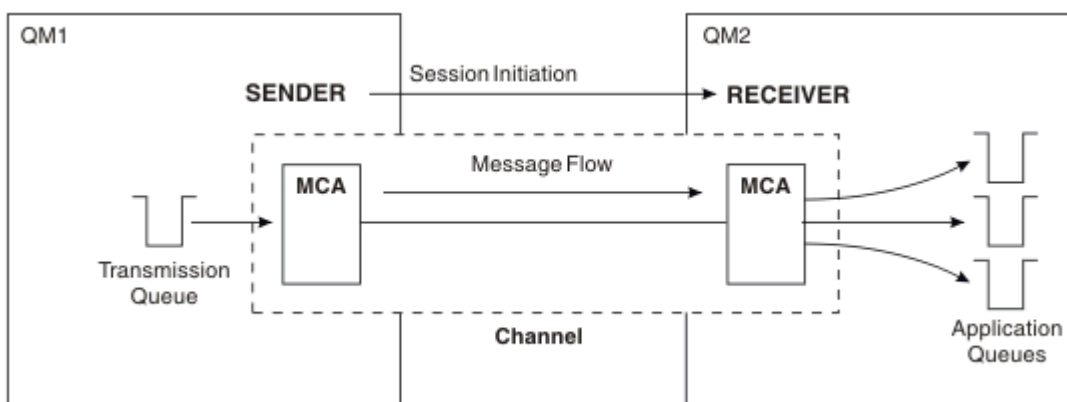 QM1
QM2
Session Initiation
SENDER
RECEIVER
Message Flow
MCA
MCA
Transmission
Queue
Channel
Application
Queues